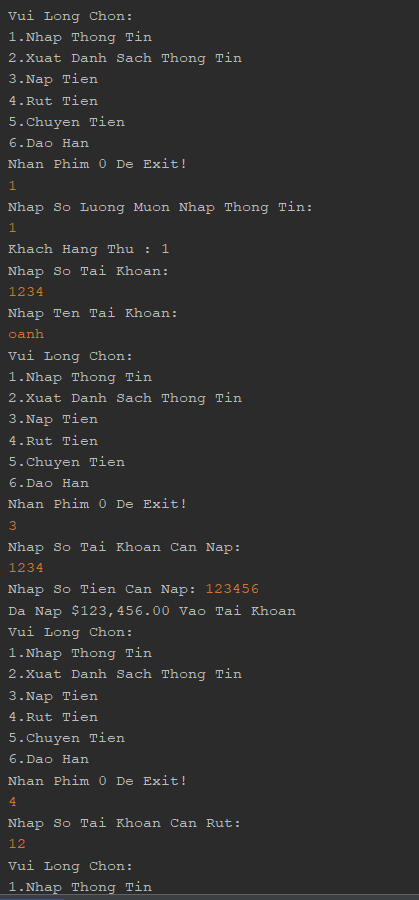 Vui Long Chon:
1.Nhap Thong Tin
2.Xuat Danh Sach Thong Tin
3.Nap Tien
4.Rut Tien
5.Chuyen Tien
6.Dao Han
Nhan Phim 0 De Exit!
1
Nhap So Luong Muon Nhap Thong Tin:
1
Khach Hang Thu : 1
Nhap So Tai Khoan:
1234
Nhap Ten Tai Khoan:
oanh
Vui Long Chon:
1.Nhap Thong Tin
2.Xuat Danh Sach Thong Tin
3.Nap Tien
4.Rut Tien
5.Chuyen Tien
6.Dao Han
Nhan Phim 0 De Exit!
3
Nhap So Tai Khoan Can Nap:
1234
Nhap So Tien Can Nap: 123456
Da Nap $123,456.00 Vao Tai Khoan
Vui Long Chon:
1.Nhap Thong Tin
2.Xuat Danh Sach Thong Tin
3.Nap Tien
4.Rut Tien
5.Chuyen Tien
6.Dao Han
Nhan Phim 0 De Exit!
4
Nhap So Tai Khoan Can Rut:
12
Vui Long Chon:
1.Nhap Thong Tin